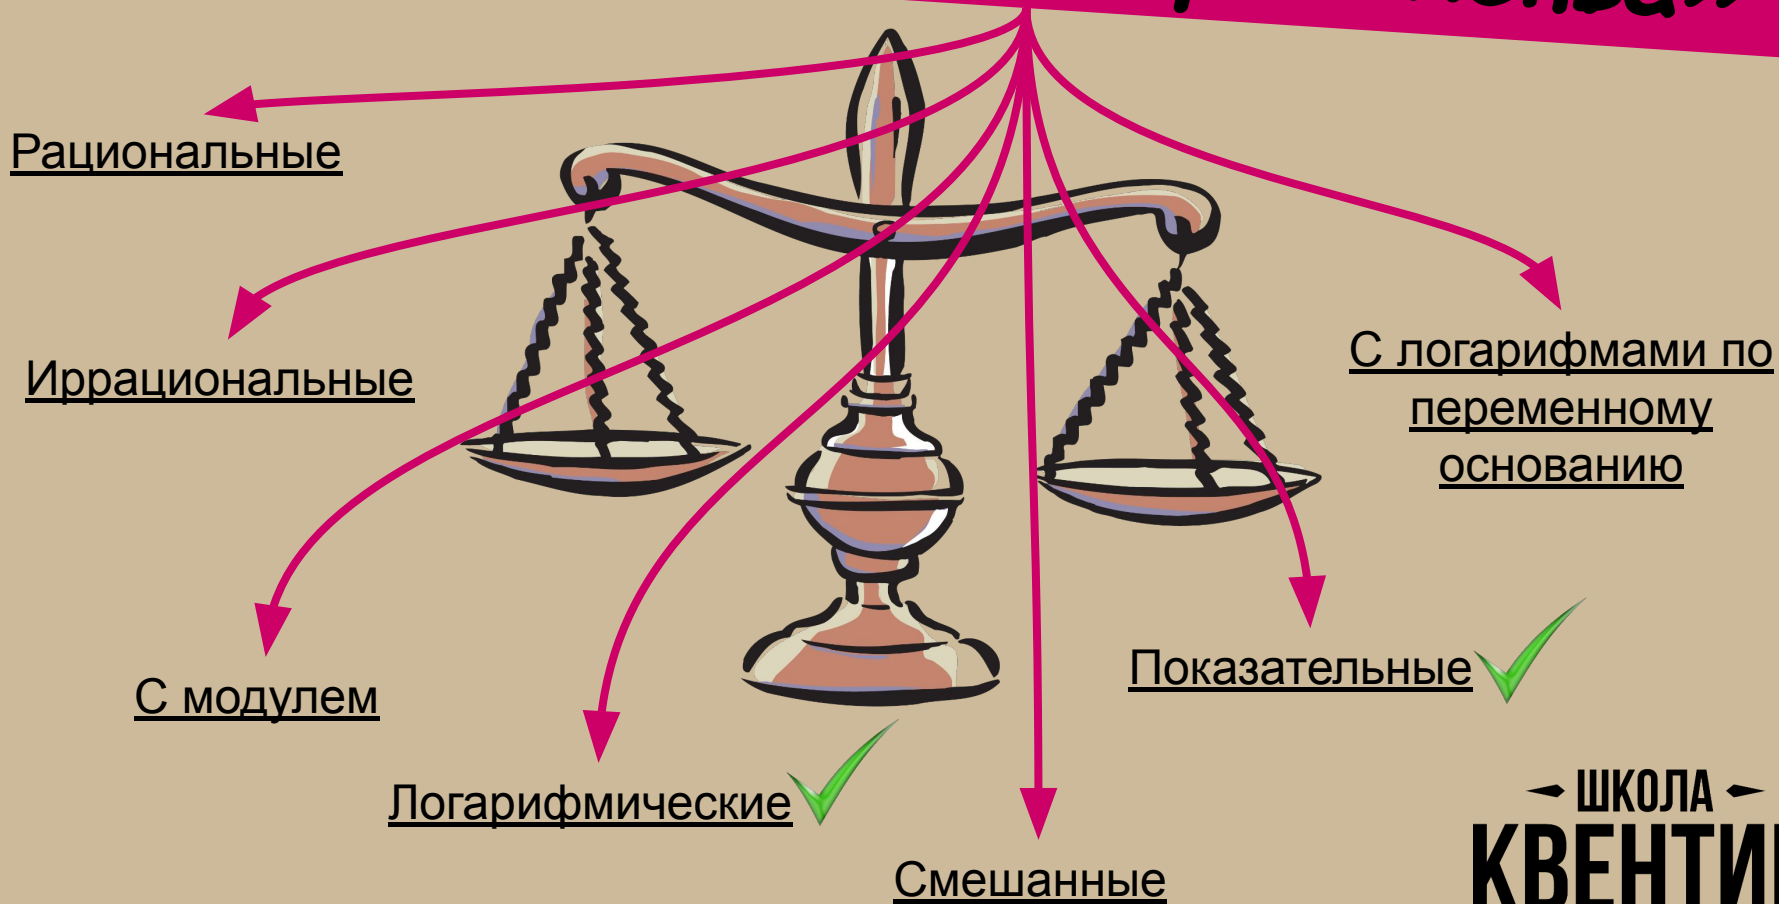 Рациональные
Иррациональные
С логарифмами по
переменному
основанию
С модулем
Показательные
Логарифмические
Смешанные
ШКОЛА